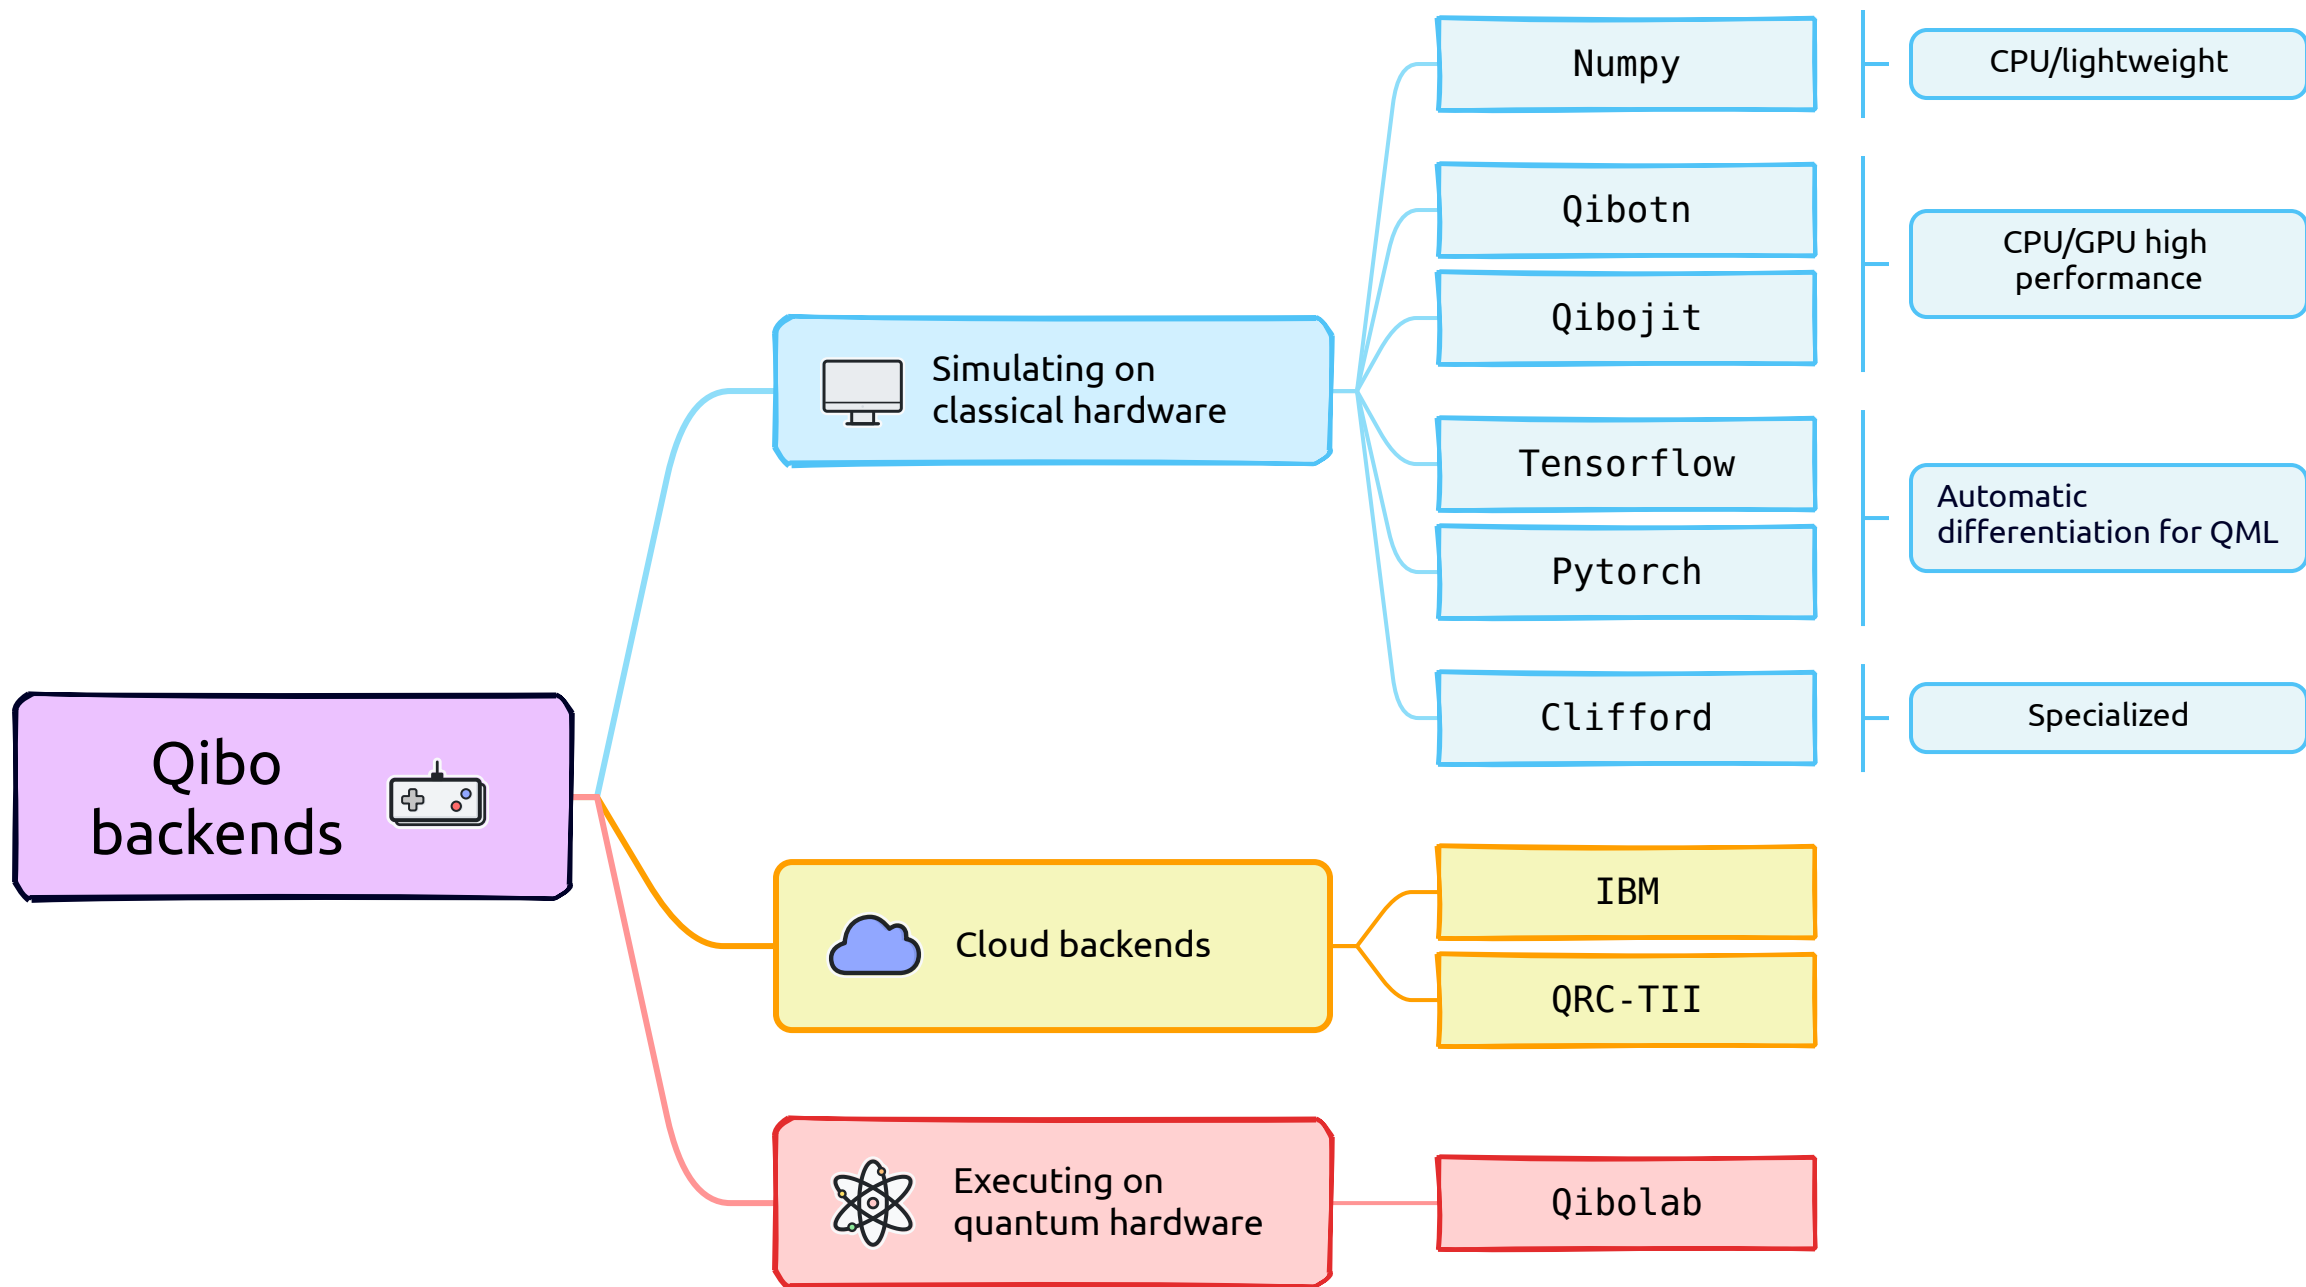 Qibo
backends
Simulating on
classical hardware
Numpy
CPU/lightweight
Qibotn
Qibojit
CPU/GPU high
performance
Tensorflow
Pytorch
Automatic
differentiation for QML
Clifford
Specialized
Cloud backends
IBM
QRC-TII
Executing on
quantum hardware
Qibolab